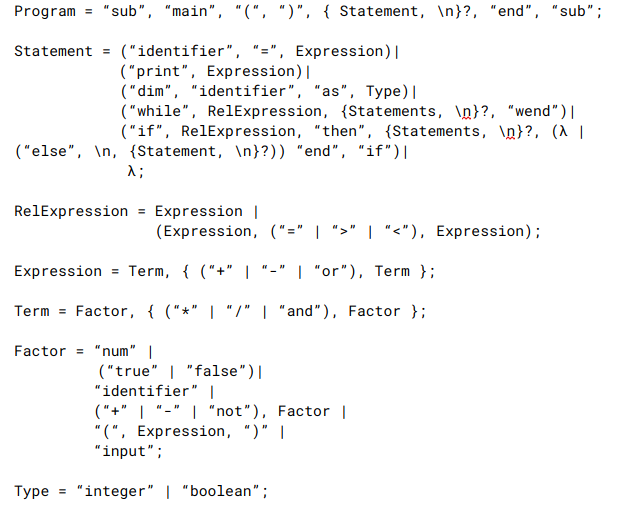 Program = “sub”, “main”, “(“, “)”, { Statement, \n}?, “end”, “sub”;
Statement = (“identifier”, “=”, Expression)|
(“print”, Expression)|
(“dim”, “identifier”, “as”, Type)|
(“while”, RelExpression, {Statements, \n}?, “wend”)|
(“if”, RelExpression, “then”, {Statements, \n}?, (λ |
(“else”, \n, {Statement, \n}?)) “end”, “if”)|
λ;
RelExpression = Expression |
(Expression, (“=” | “>” | “<”), Expression);
Expression = Term, { (“+” | “-” | “or”), Term };
Term = Factor, { (“*” | “/” | “and”), Factor };
Factor = “num” |
(“true” | “false”)|
“identifier” |
(“+” | “-” | “not”), Factor |
“(“, Expression, “)” |
“input”;
Type = “integer” | “boolean”;